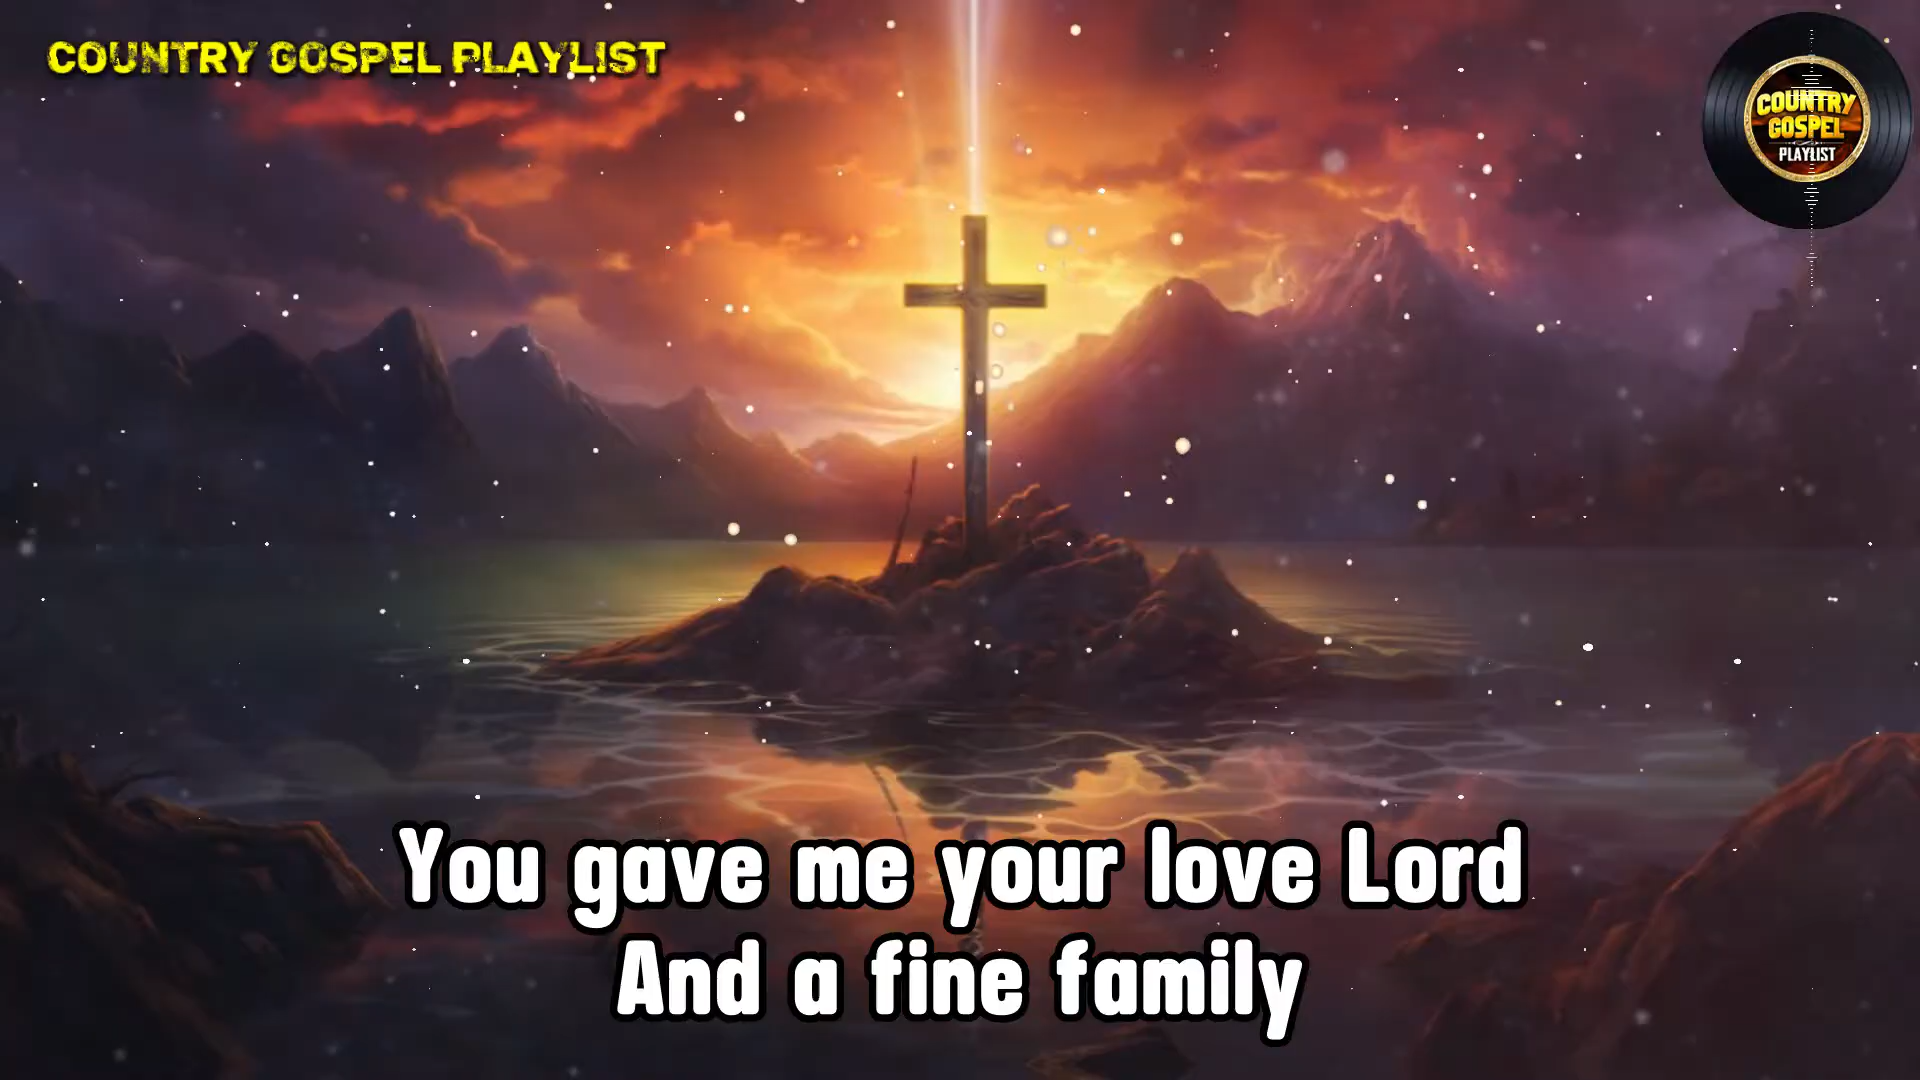 COUNTRY GOSPEL PLAYLIST
COUNTRY
GOSPEL
PLAYLIST
You gave me your love Lord
And a fine family